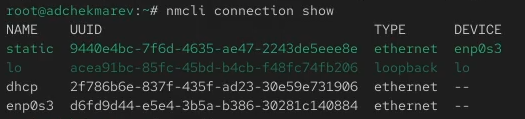 root@adchekmarev:~# nmcli connection show
NAME    UUID                                  TYPE      DEVICE
static  9440e4bc-7f6d-4635-ae47-2243de5eee8e  ethernet  enp0s3
lo      acea91bc-85fc-45bd-b4cb-f48fc74fb206  loopback  lo
dhcp    2f786b6e-837f-435f-ad23-30e59e731906  ethernet  --
enp0s3  d6fd9d44-e5e4-3b5a-b386-30281c140884  ethernet  --